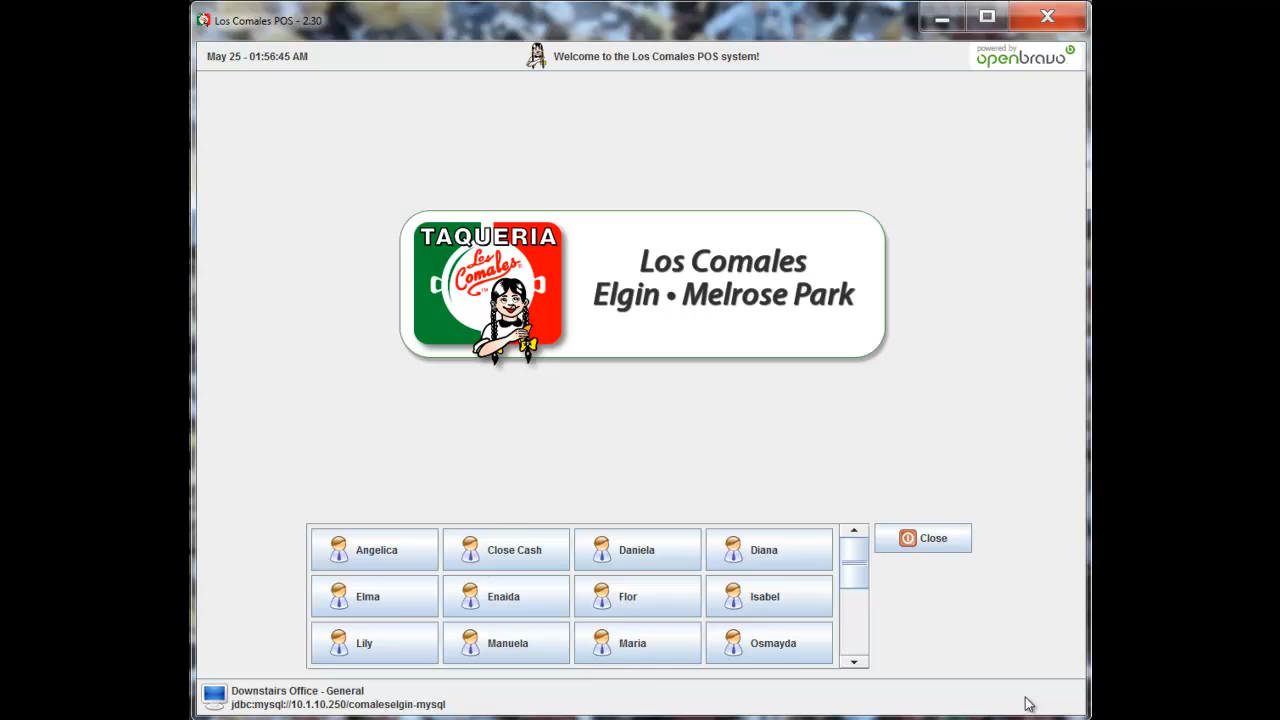 Los Comales POS - 2.30
May 25 - 01:56:45 AM
Welcome to the Los Comales POS system!
powered by
openbravo
TAQUERIA
Los
Comales
Los Comales
Elgin • Melrose Park
Angelica
Close Cash
Daniela
Diana
Close
Elma
Enaida
Flor
Isabel
Lily
Manuela
Maria
Osmayda
Downstairs Office - General
jdbc:mysql://10.1.10.250/comaleselgin-mysql